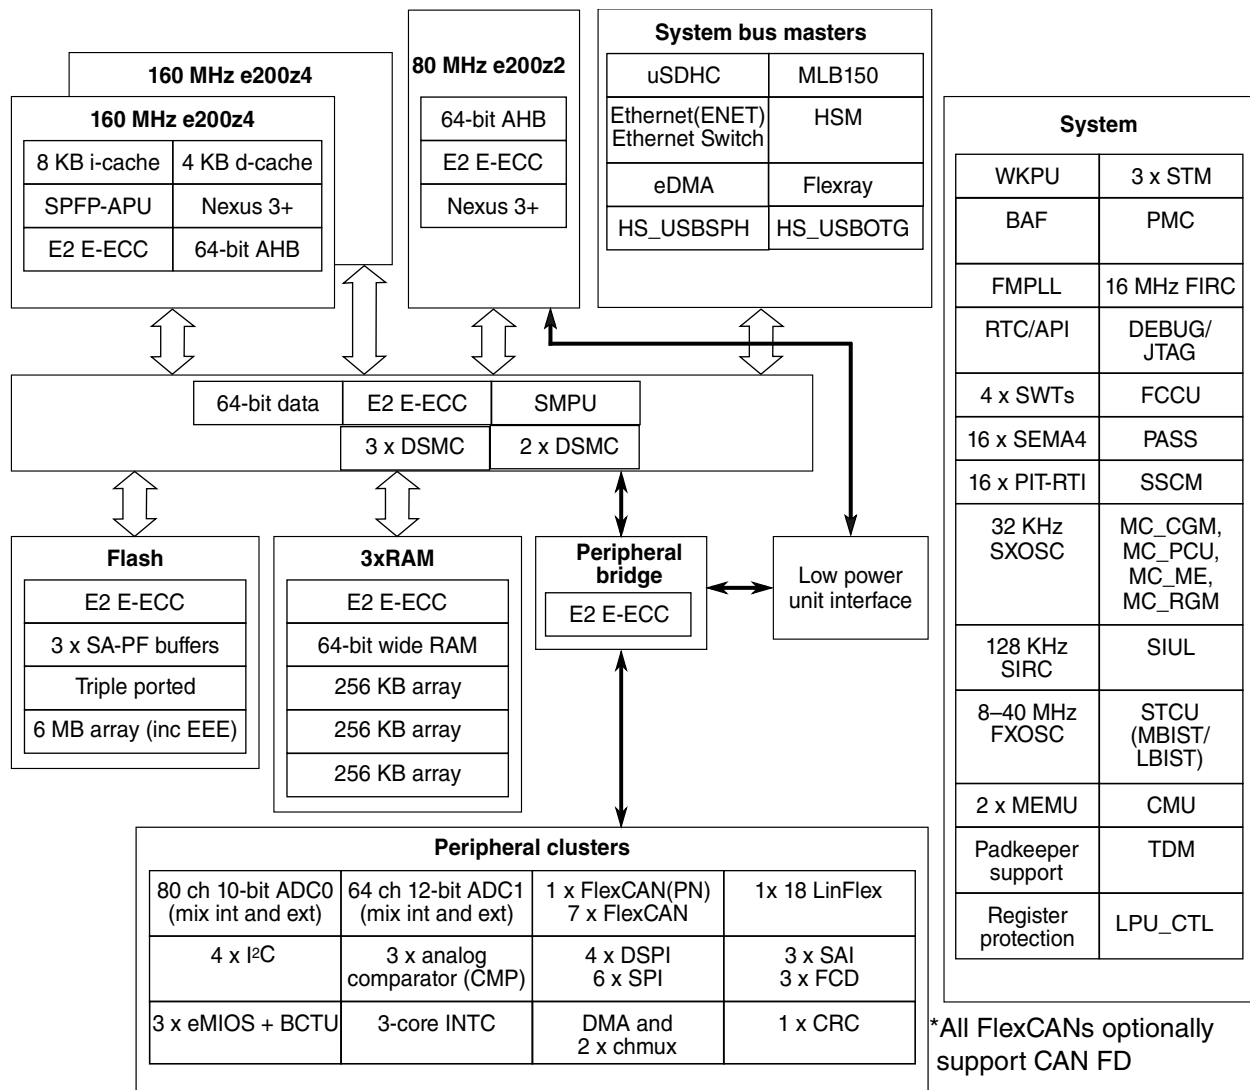 160 MHz e200z4
160 MHz e200z4
8 KB i-cache
4 KB d-cache
SPFP-APU
Nexus 3+
E2 E-ECC
64-bit AHB
80 MHz e200z2
64-bit AHB
E2 E-ECC
Nexus 3+
System bus masters
uSDHC
MLB150
Ethernet(ENET)
Ethernet Switch
HSM
eDMA
Flexray
HS_USBSPH
HS_USBOTG
64-bit data
E2 E-ECC
SMPU
3 x DSMC
2 x DSMC
Flash
E2 E-ECC
3 x SA-PF buffers
Triple ported
6 MB array (inc EEE)
3xRAM
E2 E-ECC
64-bit wide RAM
256 KB array
256 KB array
256 KB array
Peripheral
bridge
E2 E-ECC
Low power
unit interface
Peripheral clusters
80 ch 10-bit ADC0
(mix int and ext)
64 ch 12-bit ADC1
(mix int and ext)
1 x FlexCAN(PN)
7 x FlexCAN
1x 18 LinFlex
4 x I²C
3 x analog
comparator (CMP)
4 x DSPI
6 x SPI
3 x SAI
3 x FCD
3 x eMIOS + BCTU
3-core INTC
DMA and
2 x chmux
1 x CRC
System
WKPU
3 x STM
BAF
PMC
FMPLL
16 MHz FIRC
RTC/API
DEBUG/
JTAG
4 x SWTs
FCCU
16 x SEMA4
PASS
16 x PIT-RTI
SSCM
32 KHz
SXOSC
MC_CGM,
MC_PCU,
MC_ME,
MC_RGM
128 KHz
SIRC
SIUL
8–40 MHz
FXOSC
STCU
(MBIST/
LBIST)
2 x MEMU
CMU
Padkeeper
support
TDM
Register
protection
LPU_CTL
*All FlexCANs optionally
support CAN FD